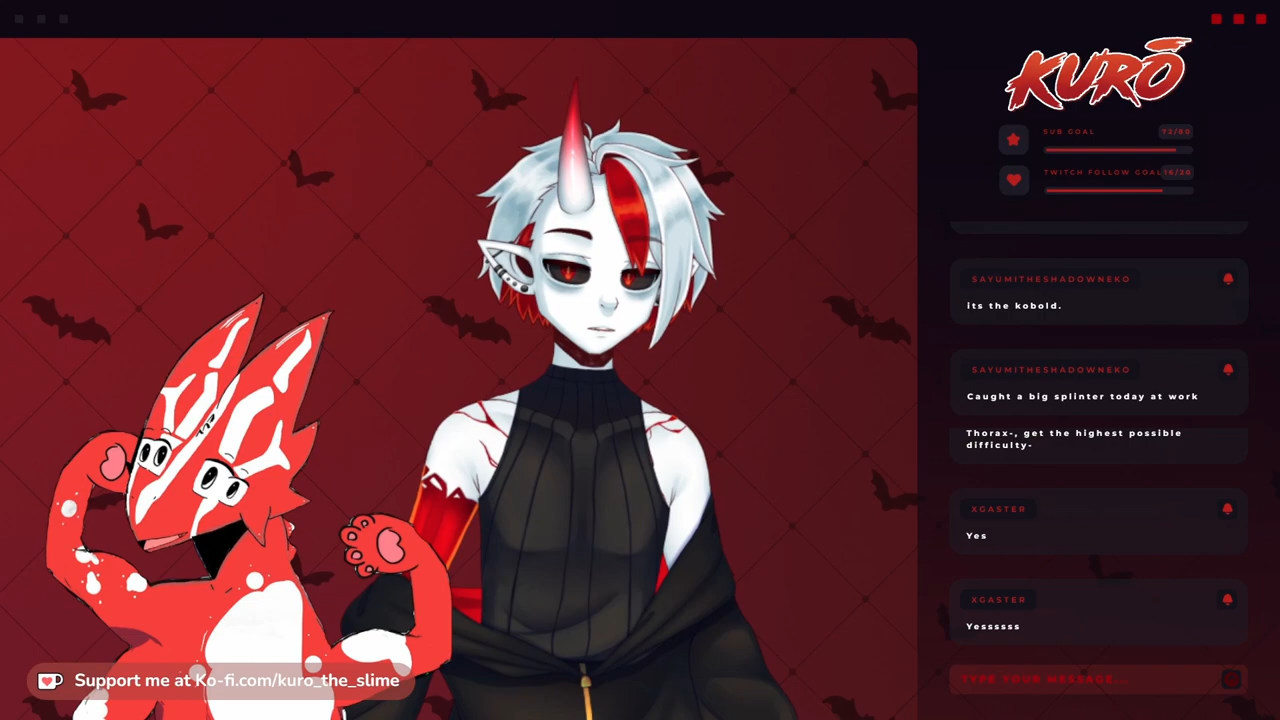 KURO
SUB GOAL 72/80
TWITCH FOLLOW GOAL 16/20
SAYUMITHESHADOWNEKO
its the kobold.
SAYUMITHESHADOWNEKO
Caught a big splinter today at work
Thorax-, get the highest possible
difficulty-
XGASTER
Yes
XGASTER
Yessssss
TYPE YOUR MESSAGE...
Support me at Ko-fi.com/kuro_the_slime